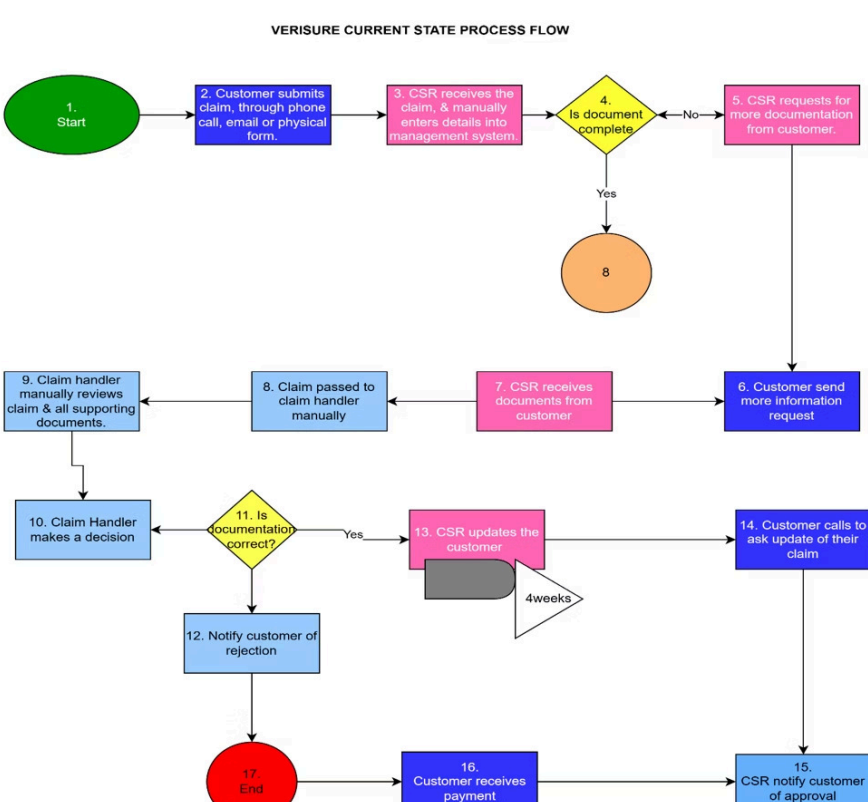 VERISURE CURRENT STATE PROCESS FLOW
1.
Start
2. Customer submits
claim, through phone
call, email or physical
form.
3. CSR receives the
claim, & manually
enters details into
management system.
4.
Is document
complete
No
5. CSR requests for
more documentation
from customer.
Yes
8
9. Claim handler
manually reviews
claim & all supporting
documents.
8. Claim passed to
claim handler
manually
7. CSR receives
documents from
customer
6. Customer send
more information
request
10. Claim Handler
makes a decision
11. Is
documentation
correct?
Yes
13. CSR updates the
customer
14. Customer calls to
ask update of their
claim
4weeks
12. Notify customer of
rejection
17.
End
16.
Customer receives
payment
15.
CSR notify customer
of approval